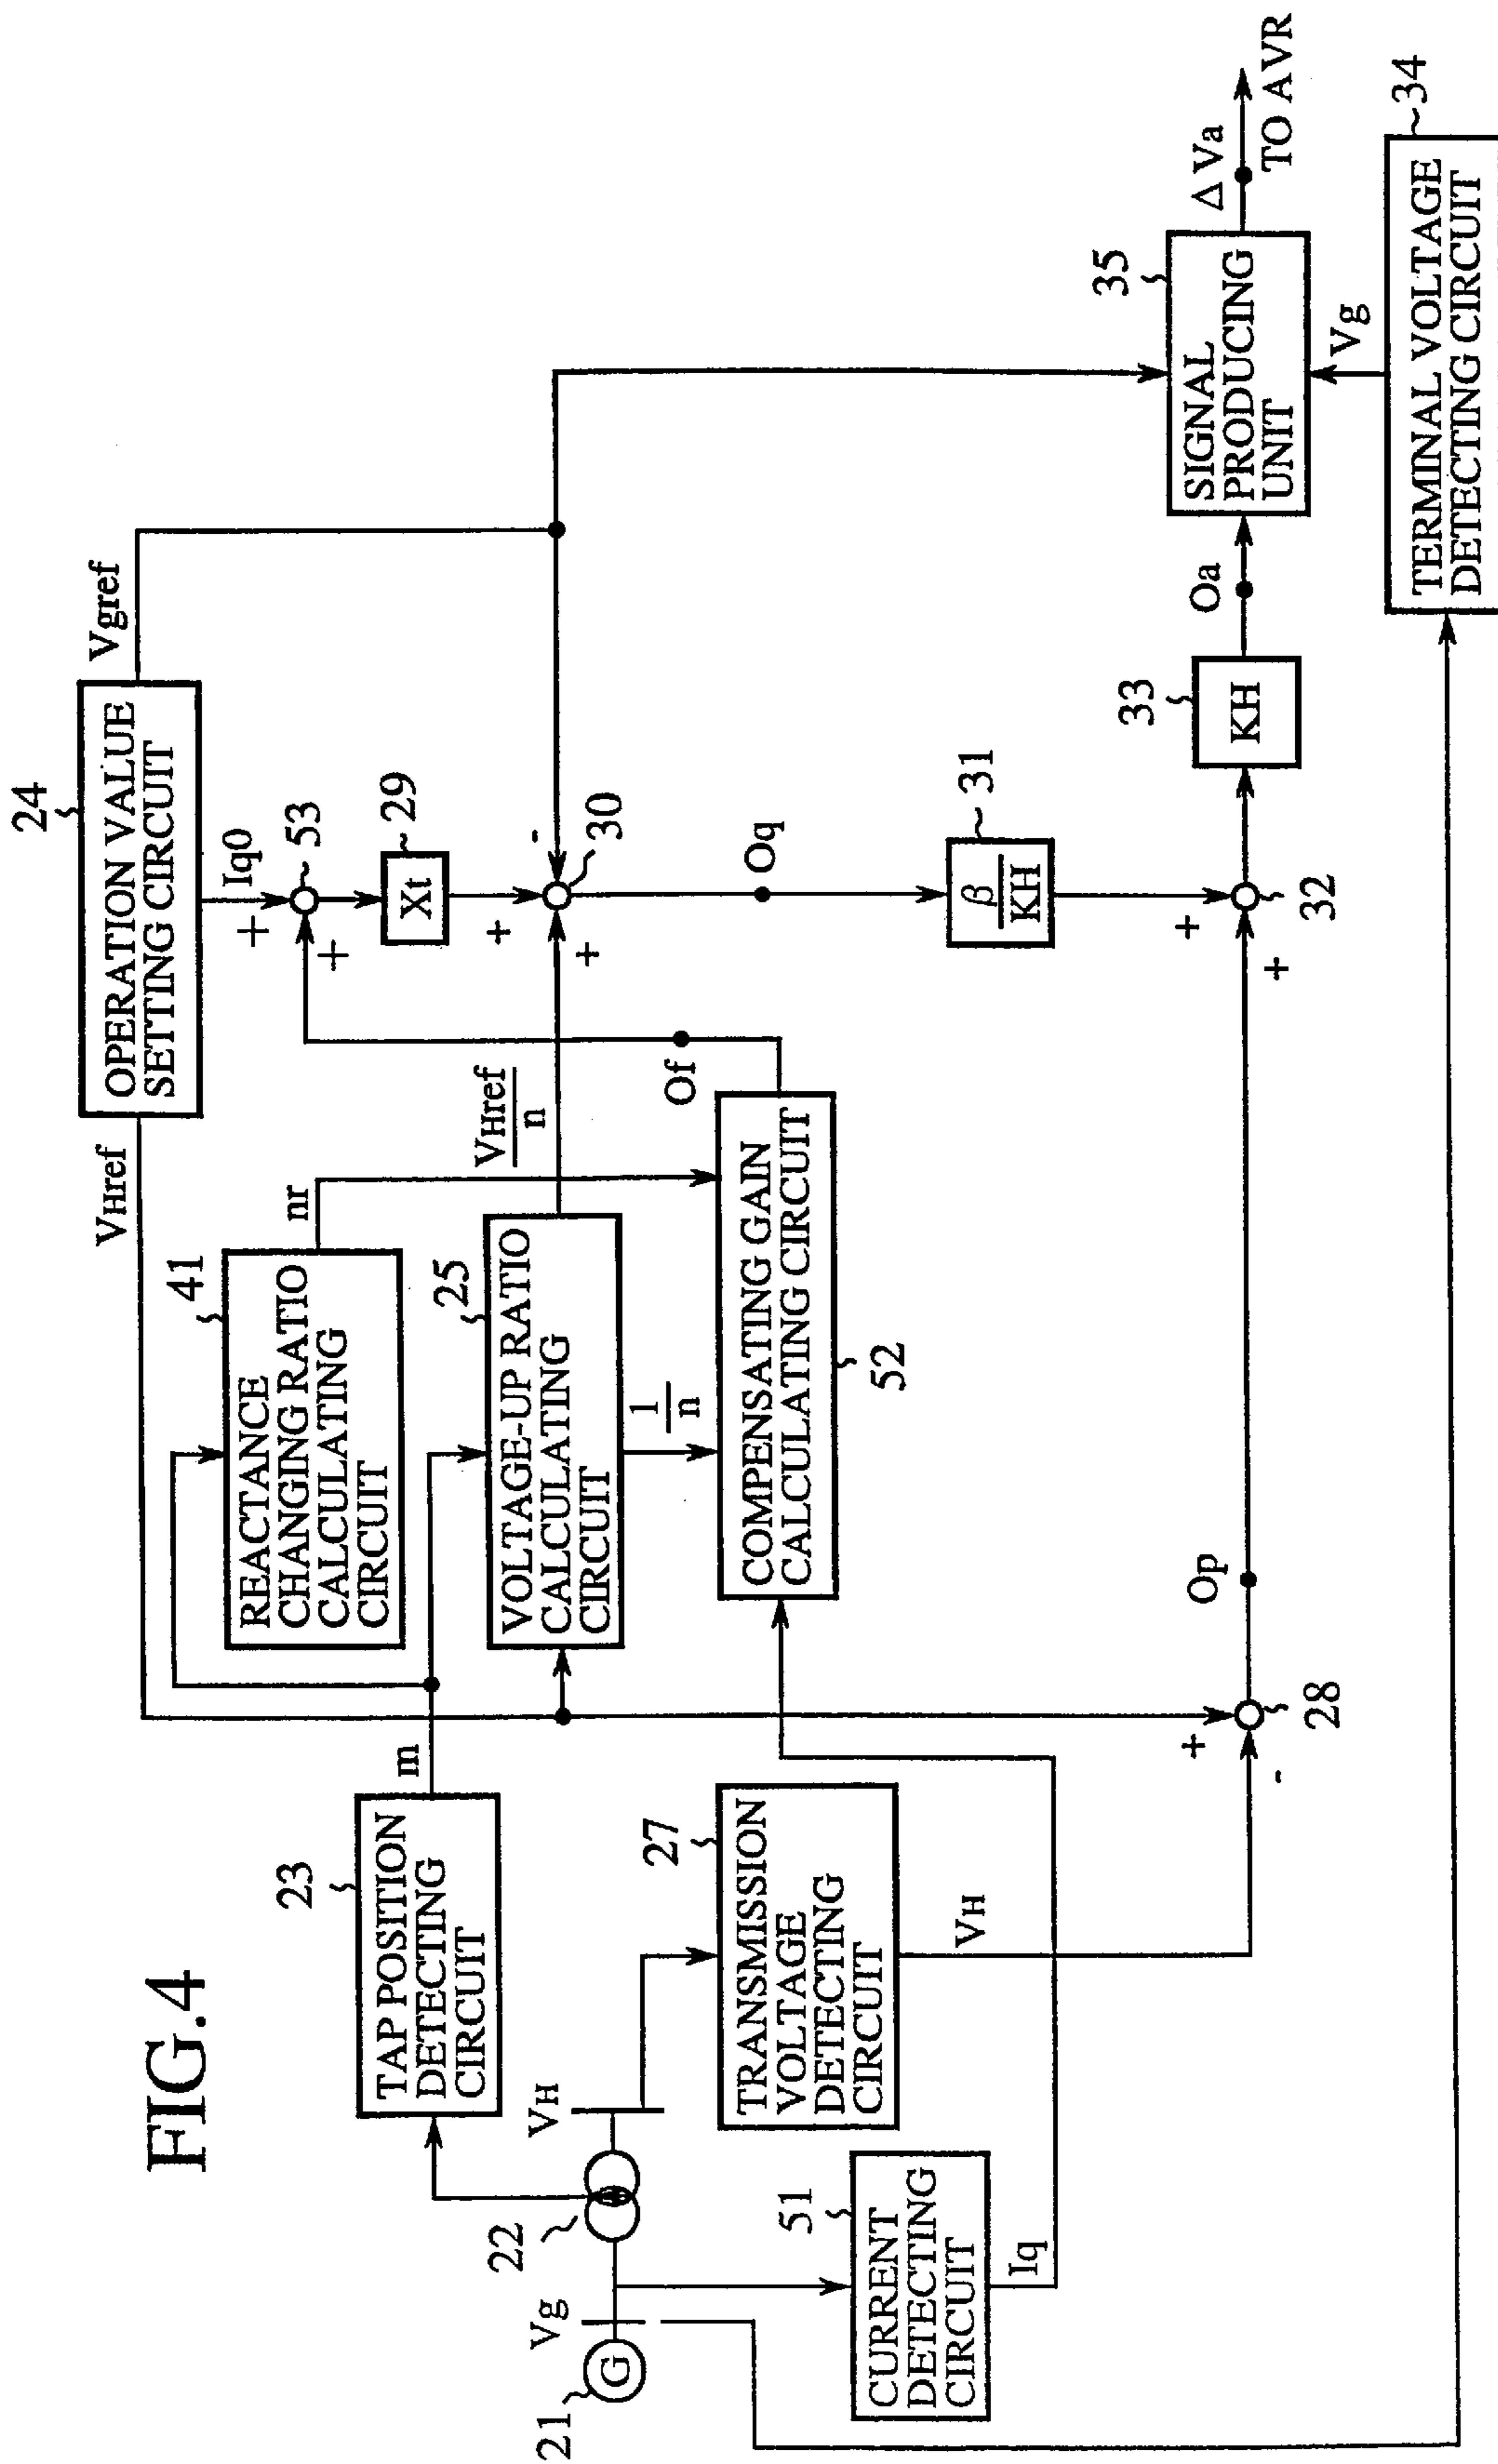 FIG.4
24
OPERATION VALUE
SETTING CIRCUIT
VHref
Vgref
Iq0
+
+
53
29
Xt
+
-
+
30
41
REACTANCE
CHANGING RATIO
CALCULATING
CIRCUIT
nr
23
TAP POSITION
DETECTING
CIRCUIT
m
25
VOLTAGE-UP RATIO
CALCULATING
CIRCUIT
VHref
n
1
n
COMPENSATING GAIN
CALCULATING CIRCUIT
52
Of
Oq
31
β
KH
21
G
Vg
22
VH
27
TRANSMISSION
VOLTAGE
DETECTING
CIRCUIT
VH
51
CURRENT
DETECTING
CIRCUIT
Iq
+
-
28
Op
+
+
32
33
KH
Oa
35
SIGNAL
PRODUCING
UNIT
Δ Va
TO AVR
Vg
34
TERMINAL VOLTAGE
DETECTING CIRCUIT